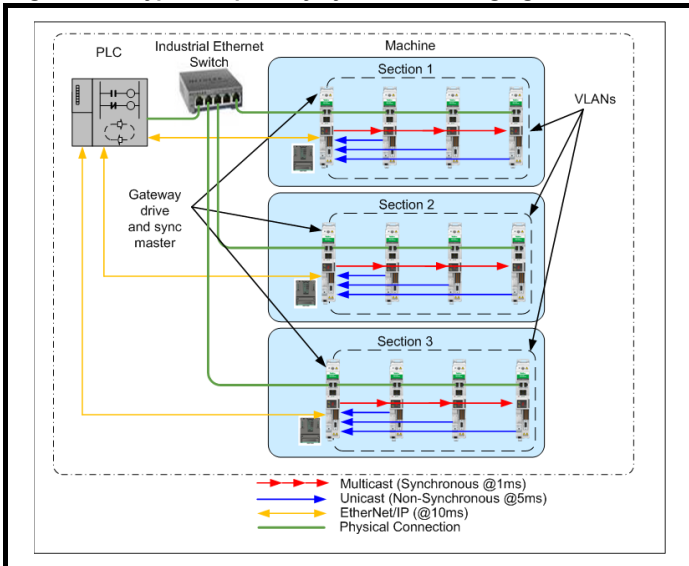 PLC
Industrial Ethernet
Switch
Machine
Section 1
VLANs
Gateway
drive
and sync
master
Section 2
Section 3
Multicast (Synchronous @1ms)
Unicast (Non-Synchronous @5ms)
EtherNet/IP (@10ms)
Physical Connection